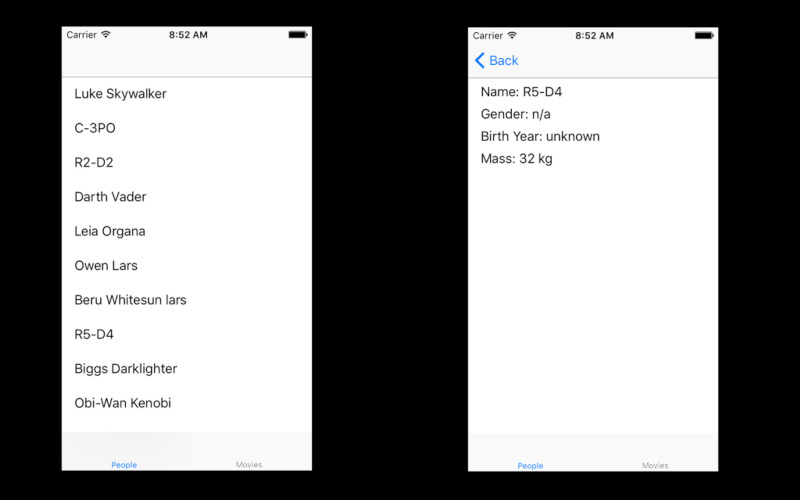 Carrier 8:52 AM
Luke Skywalker
C-3PO
R2-D2
Darth Vader
Leia Organa
Owen Lars
Beru Whitesun lars
R5-D4
Biggs Darklighter
Obi-Wan Kenobi
People Movies
Carrier 8:52 AM
Back
Name: R5-D4
Gender: n/a
Birth Year: unknown
Mass: 32 kg
People Movies